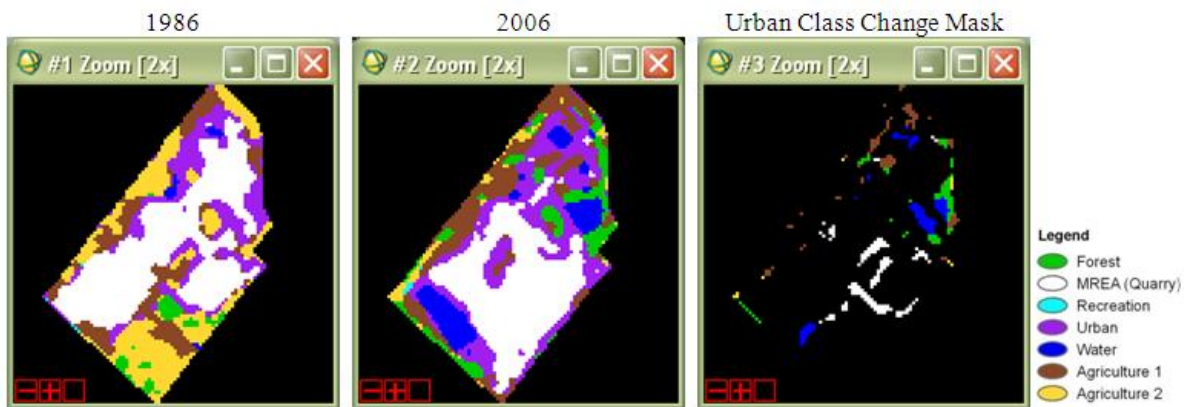 1986
2006
Urban Class Change Mask
#1 Zoom [2x]
#2 Zoom [2x]
#3 Zoom [2x]
Legend
Forest
MREA (Quarry)
Recreation
Urban
Water
Agriculture 1
Agriculture 2